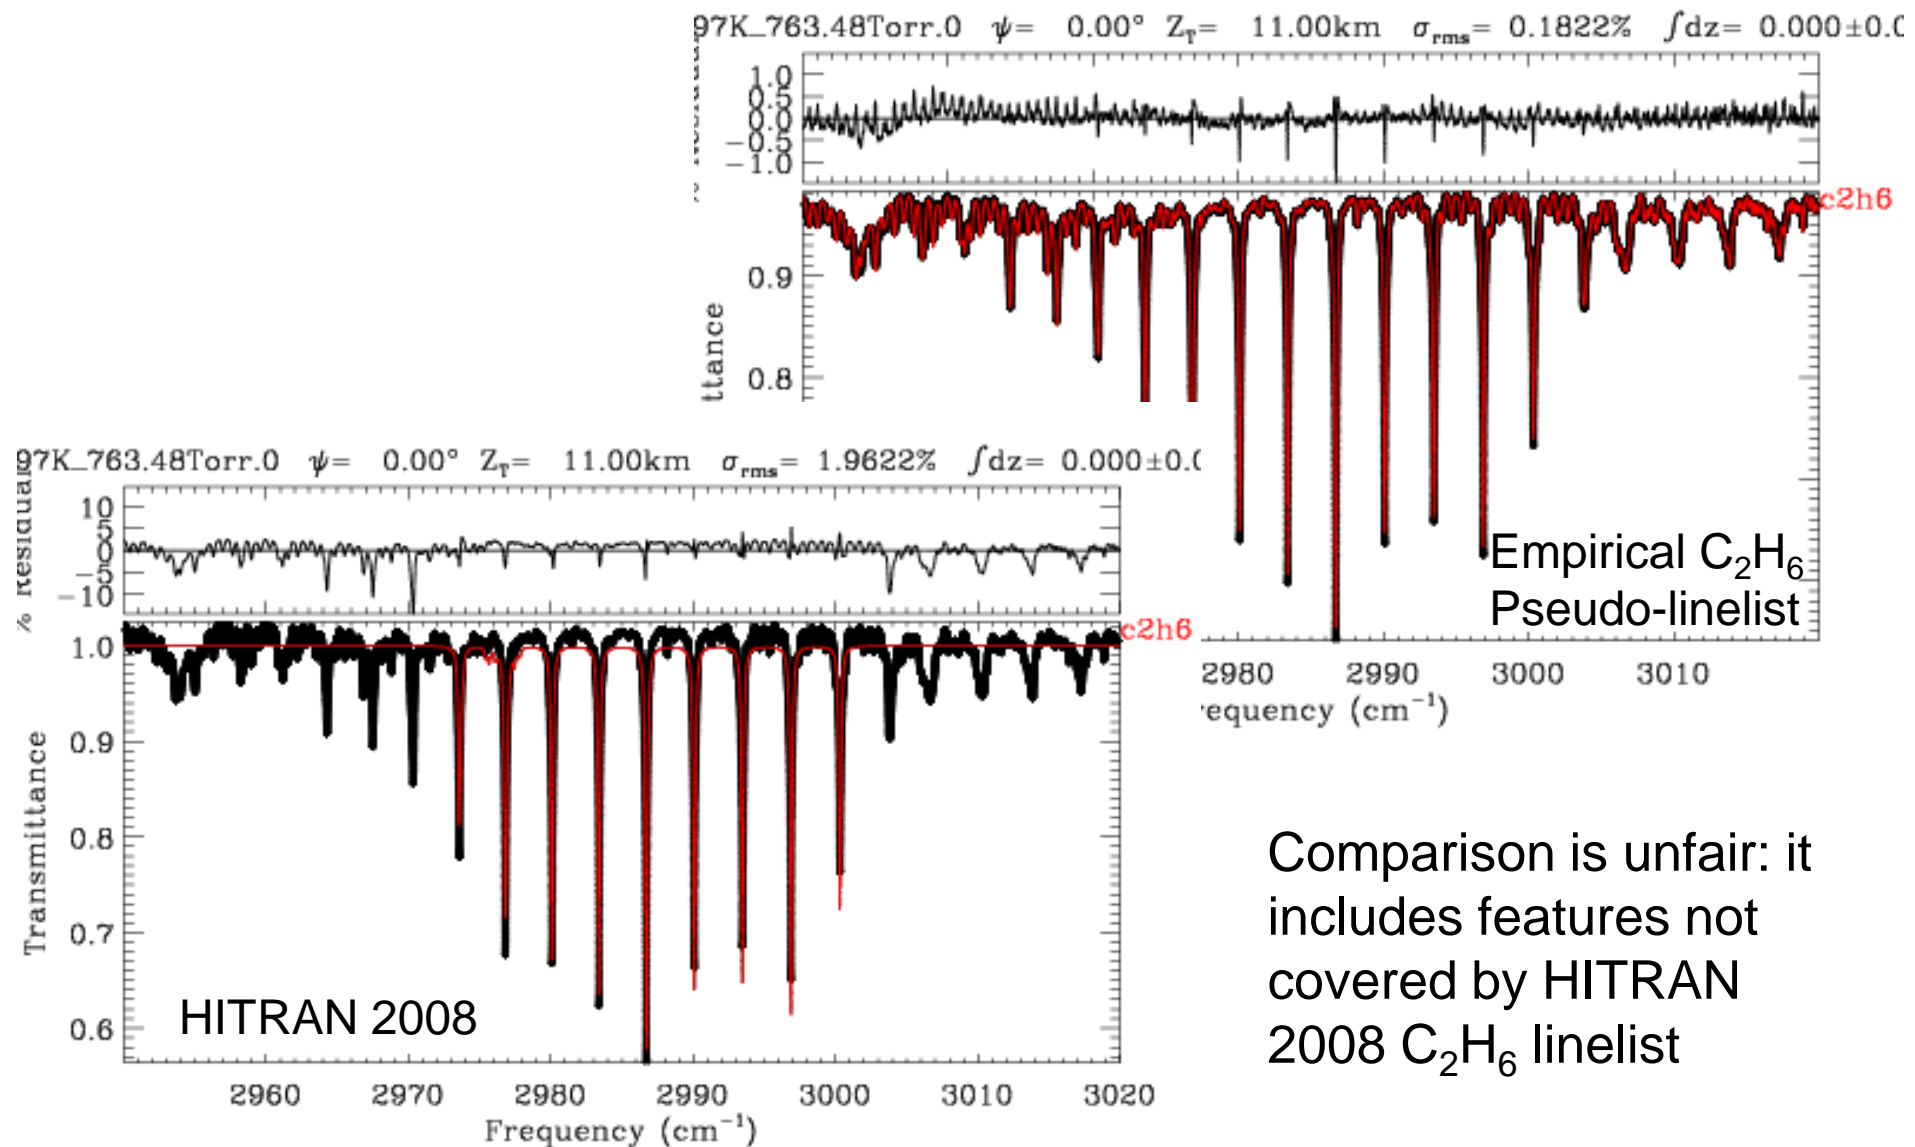 97K_763.48Torr.0 ψ= 0.00° Z_T= 11.00km σ_rms= 0.1822% ∫dz= 0.000±0.0
1.0
0.5
0.0
−0.5
−1.0
c2h6
0.9
0.8
ttance
Empirical C₂H₆
Pseudo-linelist
2980 2990 3000 3010
equency (cm⁻¹)
97K_763.48Torr.0 ψ= 0.00° Z_T= 11.00km σ_rms= 1.9622% ∫dz= 0.000±0.0
% Residuals
10
5
0
−5
−10
c2h6
1.0
0.9
0.8
0.7
0.6
Transmittance
HITRAN 2008
2960 2970 2980 2990 3000 3010 3020
Frequency (cm⁻¹)
Comparison is unfair: it
includes features not
covered by HITRAN
2008 C₂H₆ linelist